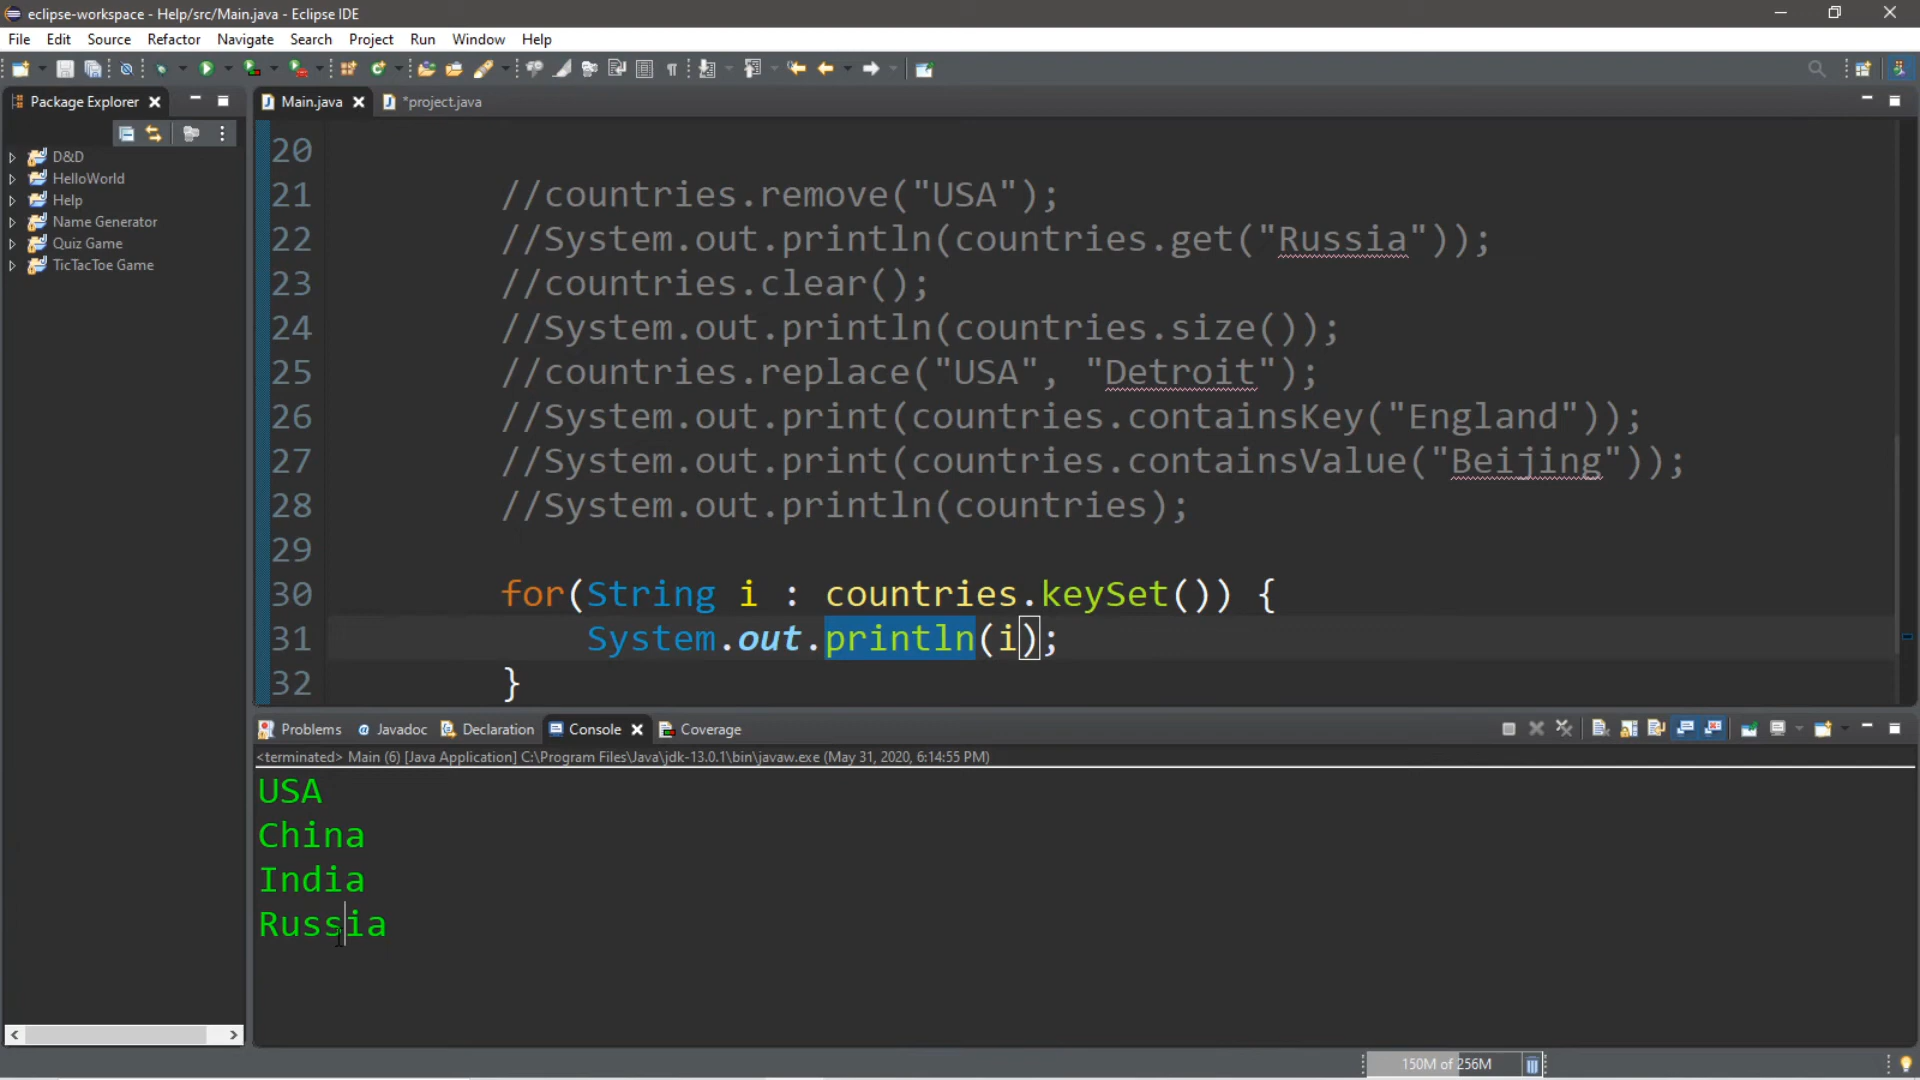 eclipse-workspace - Help/src/Main.java - Eclipse IDE
File Edit Source Refactor Navigate Search Project Run Window Help
Package Explorer
Main.java *project.java
D&D
HelloWorld
Help
Name Generator
Quiz Game
TicTacToe Game
20
21 //countries.remove("USA");
22 //System.out.println(countries.get("Russia"));
23 //countries.clear();
24 //System.out.println(countries.size());
25 //countries.replace("USA", "Detroit");
26 //System.out.print(countries.containsKey("England"));
27 //System.out.print(countries.containsValue("Beijing"));
28 //System.out.println(countries);
29
30 for(String i : countries.keySet()) {
31 System.out.println(i);
32 }
Problems Javadoc Declaration Console Coverage
<terminated> Main (6) [Java Application] C:\Program Files\Java\jdk-13.0.1\bin\javaw.exe (May 31, 2020, 6:14:55 PM)
USA
China
India
Russia
150M of 256M